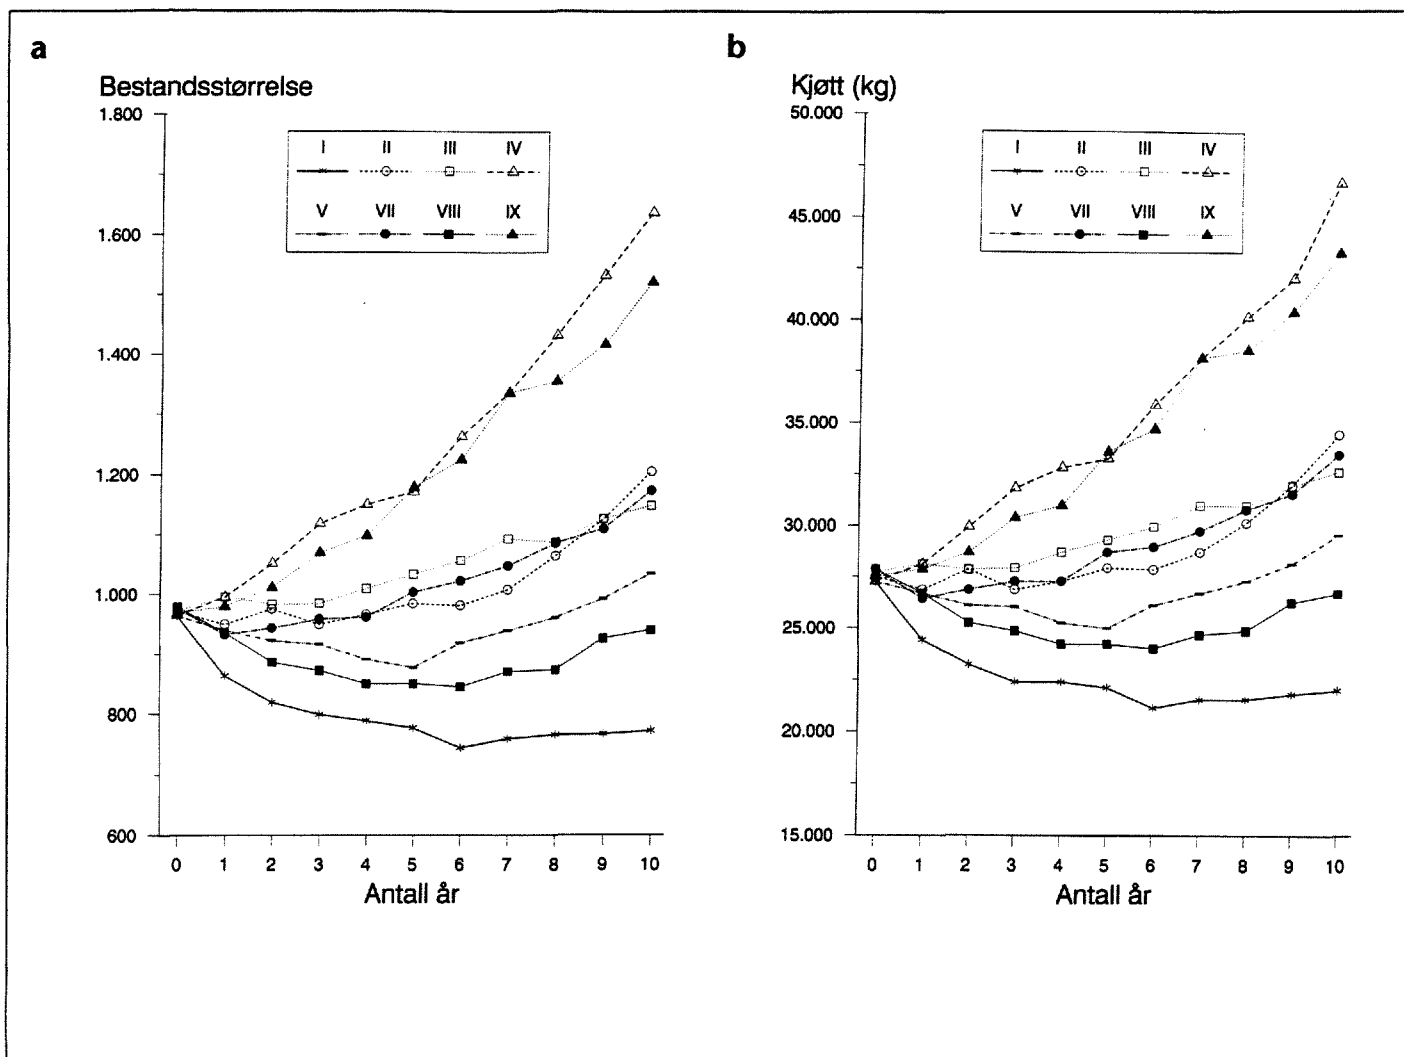 a
Bestandsstørrelse
1.800
1.600
1.400
1.200
1.000
800
600
I II III IV
V VII VIII IX
0 1 2 3 4 5 6 7 8 9 10
Antall år
b
Kjøtt (kg)
50.000
45.000
40.000
35.000
30.000
25.000
20.000
15.000
I II III IV
V VII VIII IX
0 1 2 3 4 5 6 7 8 9 10
Antall år